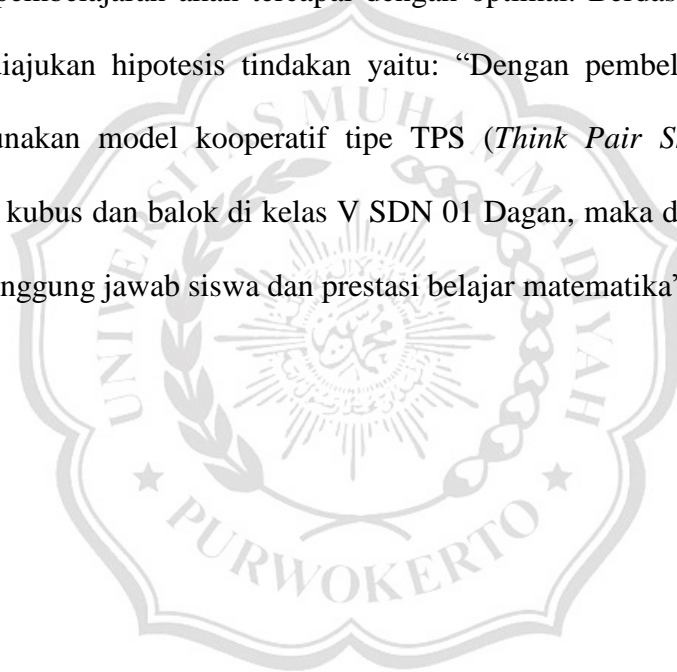 pembelajaran akan tercapai dengan optimal. Berdas
diajukan hipotesis tindakan yaitu: “Dengan pembel
unakan model kooperatif tipe TPS (Think Pair S
kubus dan balok di kelas V SDN 01 Dagan, maka d
nggung jawab siswa dan prestasi belajar matematika”
UNIVERSITAS MUHAMMADIYAH
PURWOKERTO